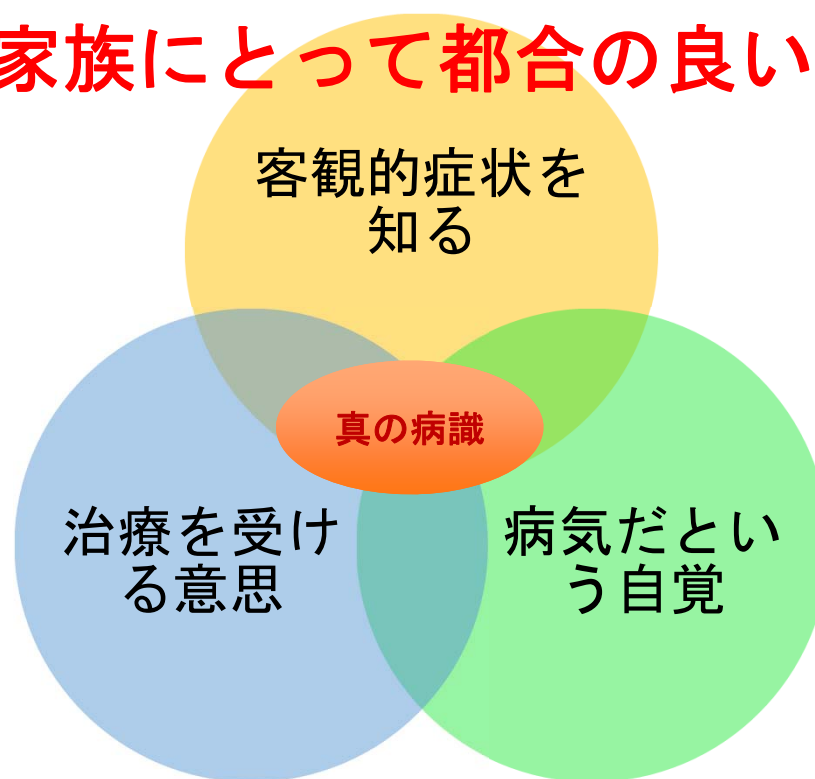 家族にとって都合の良い
客観的症状を
知る
真の病識
治療を受け
る意思
病気だとい
う自覚